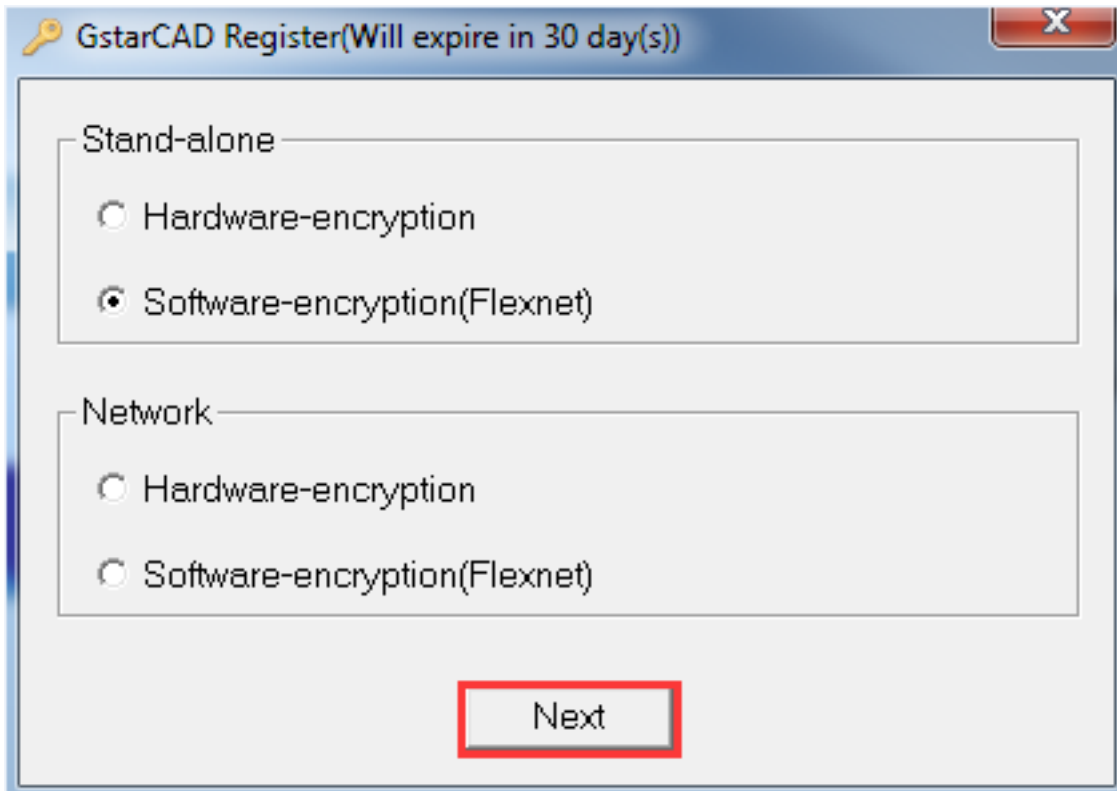 GstarCAD Register(Will expire in 30 day(s))
Stand-alone
Hardware-encryption
Software-encryption(Flexnet)
Network
Hardware-encryption
Software-encryption(Flexnet)
Next